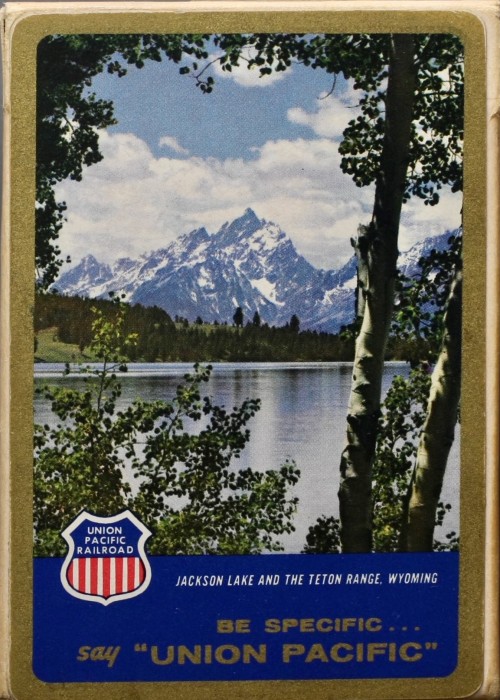 UNION
PACIFIC
RAILROAD
JACKSON LAKE AND THE TETON RANGE, WYOMING
BE SPECIFIC...
say "UNION PACIFIC"